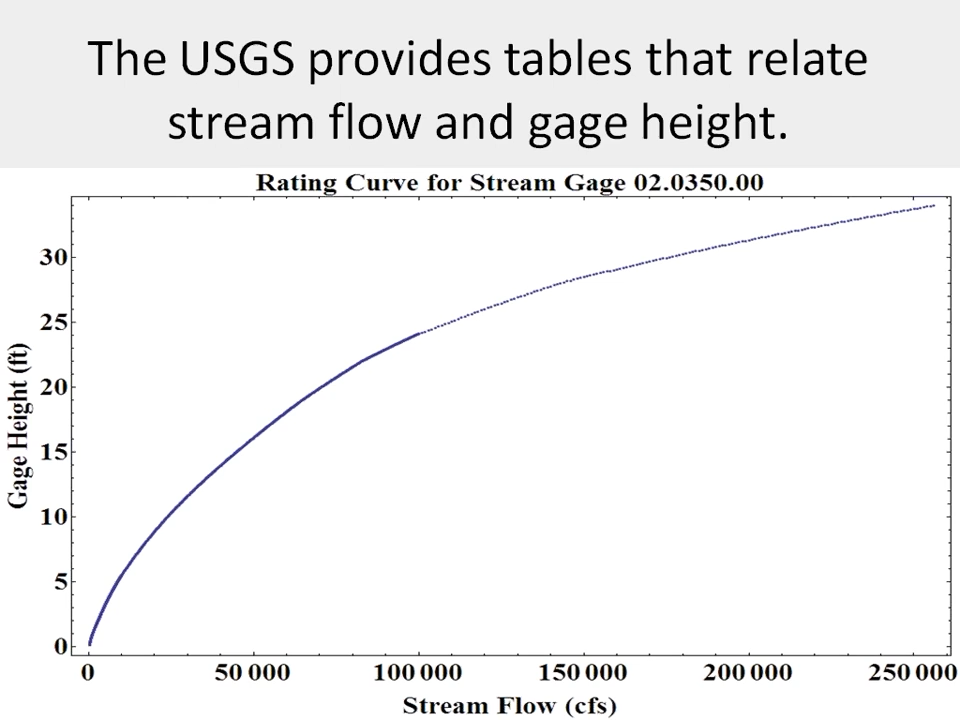 The USGS provides tables that relate
stream flow and gage height.
Rating Curve for Stream Gage 02.0350.00
Gage Height (ft)
30
25
20
15
10
5
0
0 50 000 100 000 150 000 200 000 250 000
Stream Flow (cfs)